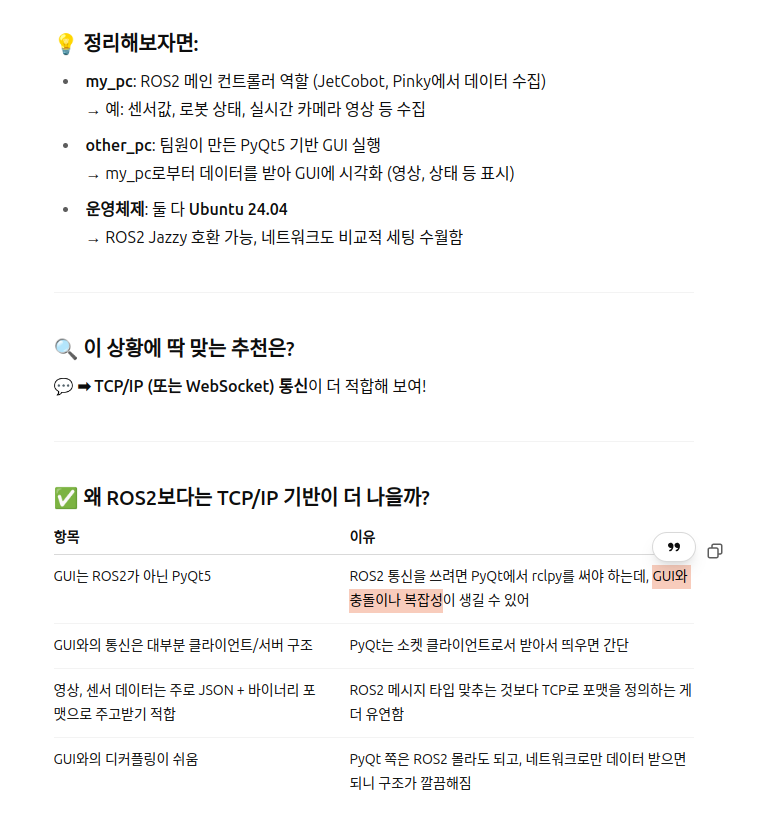 💡 정리해보자면:
• my_pc: ROS2 메인 컨트롤러 역할 (JetCobot, Pinky에서 데이터 수집)
→ 예: 센서값, 로봇 상태, 실시간 카메라 영상 등 수집
• other_pc: 팀원이 만든 PyQt5 기반 GUI 실행
→ my_pc로부터 데이터를 받아 GUI에 시각화 (영상, 상태 등 표시)
• 운영체제: 둘 다 Ubuntu 24.04
→ ROS2 Jazzy 호환 가능, 네트워크도 비교적 세팅 수월함
🔍 이 상황에 딱 맞는 추천은?
💬 ➡ TCP/IP (또는 WebSocket) 통신이 더 적합해 보여!
✅ 왜 ROS2보다는 TCP/IP 기반이 더 나을까?
항목 이유
GUI는 ROS2가 아닌 PyQt5 ROS2 통신을 쓰려면 PyQt에서 rclpy를 써야 하는데, GUI와
충돌이나 복잡성이 생길 수 있어
GUI와의 통신은 대부분 클라이언트/서버 구조 PyQt는 소켓 클라이언트로서 받아서 띄우면 간단
영상, 센서 데이터는 주로 JSON + 바이너리 포 ROS2 메시지 타입 맞추는 것보다 TCP로 포맷을 정의하는 게
맷으로 주고받기 적합 더 유연함
GUI와의 디커플링이 쉬움 PyQt 쪽은 ROS2 몰라도 되고, 네트워크로만 데이터 받으면
되니 구조가 깔끔해짐